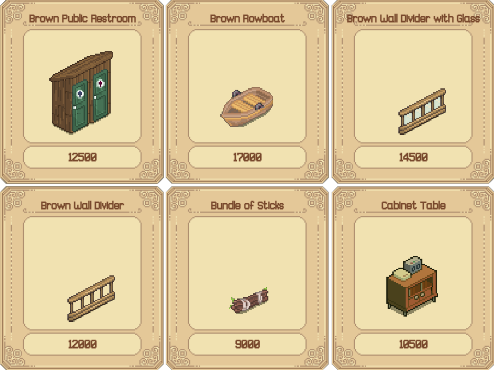 Brown Public Restroom
12500
Brown Rowboat
17000
Brown Wall Divider with Glass
14500
Brown Wall Divider
12000
Bundle of Sticks
9000
Cabinet Table
10500